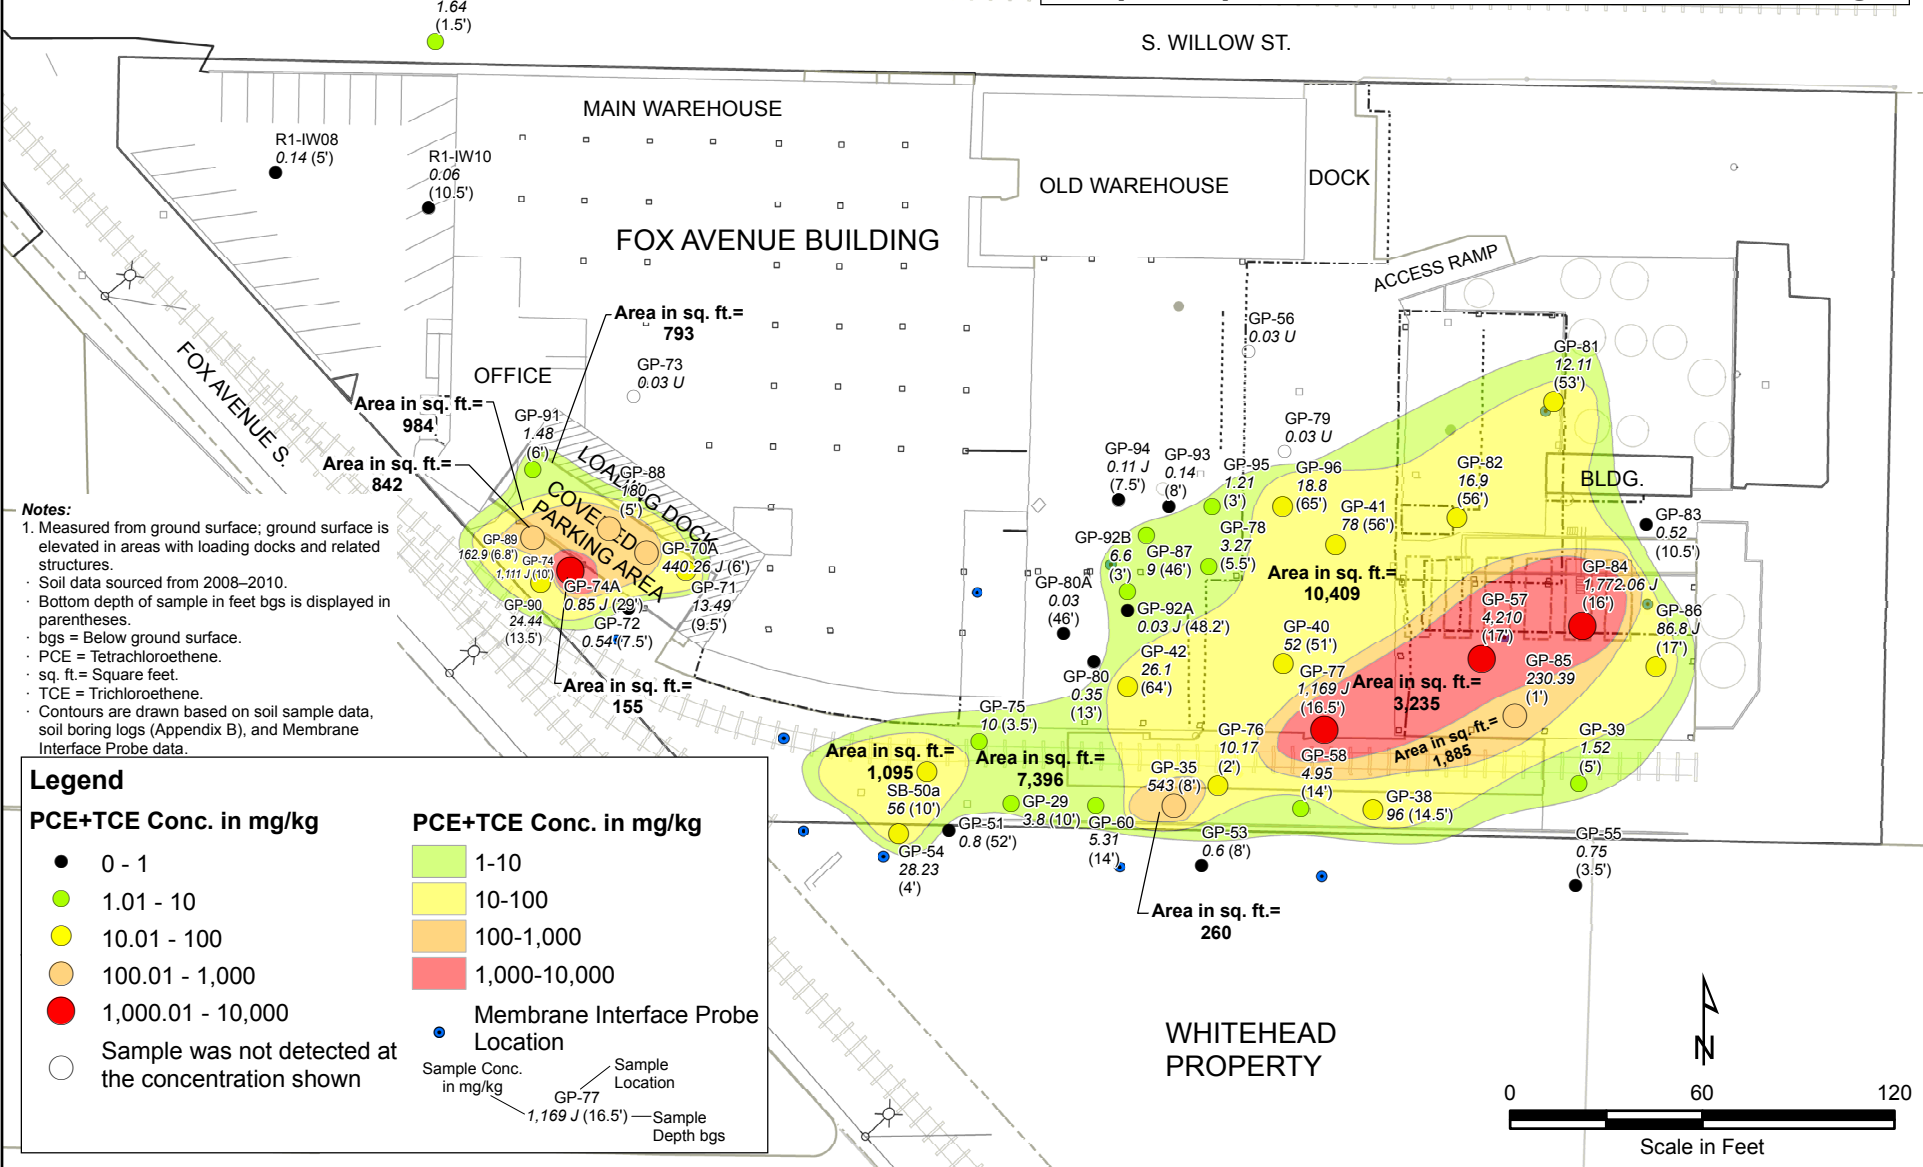 1.64
(1.5')
S. WILLOW ST.
MAIN WAREHOUSE
R1-IW08
0.14 (5')
R1-IW10
0.06
(10.5')
OLD WAREHOUSE
DOCK
FOX AVENUE BUILDING
ACCESS RAMP
FOX AVENUE S.
OFFICE
Area in sq. ft.=
793
GP-73
0.03 U
GP-56
0.03 U
GP-81
12.11
(53')
Area in sq. ft.=
984
GP-91
1.48
(6')
Area in sq. ft.=
842
LOADING DOCK
COVERED
PARKING AREA
GP-88
180
(5')
GP-89
162.9 (6.8')
GP-74
1,111 J (10')
GP-70A
440.26 J (6')
GP-74A
0.85 J (29')
GP-71
13.49
(9.5')
GP-90
24.44
(13.5')
GP-72
0.54 (7.5')
Area in sq. ft.=
155
GP-79
0.03 U
GP-94
0.11 J
(7.5')
GP-93
0.14
(8')
GP-95
1.21
(3')
GP-96
18.8
(65')
GP-82
16.9
(56')
BLDG.
GP-41
78 (56')
GP-83
0.52
(10.5')
GP-78
3.27
(5.5')
GP-92B
6.6
(3')
GP-87
9 (46')
Area in sq. ft.=
10,409
GP-84
1,772.06 J
(16')
GP-80A
0.03
(46')
GP-92A
0.03 J (48.2')
GP-57
4,210
(17')
GP-86
86.8 J
(17')
GP-40
52 (51')
GP-42
26.1
(64')
GP-80
0.35
(13')
GP-77
1,169 J
(16.5')
Area in sq. ft.=
3,235
GP-85
230.39
(1')
GP-75
10 (3.5')
GP-76
10.17
(2')
Area in sq. ft.=
1,885
GP-39
1.52
(5')
Area in sq. ft.=
1,095
Area in sq. ft.=
7,396
GP-35
543 (8')
GP-58
4.95
(14')
SB-50a
56 (10')
GP-29
3.8 (10')
GP-60
5.31
(14')
GP-38
96 (14.5')
GP-51
0.8 (52')
GP-53
0.6 (8')
GP-55
0.75
(3.5')
GP-54
28.23
(4')
Area in sq. ft.=
260
WHITEHEAD
PROPERTY
N
0 60 120
Scale in Feet
Notes:
1. Measured from ground surface; ground surface is
elevated in areas with loading docks and related
structures.
· Soil data sourced from 2008–2010.
· Bottom depth of sample in feet bgs is displayed in
parentheses.
· bgs = Below ground surface.
· PCE = Tetrachloroethene.
· sq. ft.= Square feet.
· TCE = Trichloroethene.
· Contours are drawn based on soil sample data,
soil boring logs (Appendix B), and Membrane
Interface Probe data.
Legend
PCE+TCE Conc. in mg/kg
0 - 1
1.01 - 10
10.01 - 100
100.01 - 1,000
1,000.01 - 10,000
Sample was not detected at
the concentration shown
PCE+TCE Conc. in mg/kg
1-10
10-100
100-1,000
1,000-10,000
Membrane Interface Probe
Location
Sample Conc.
in mg/kg
Sample
Location
GP-77
1,169 J (16.5')
Sample
Depth bgs